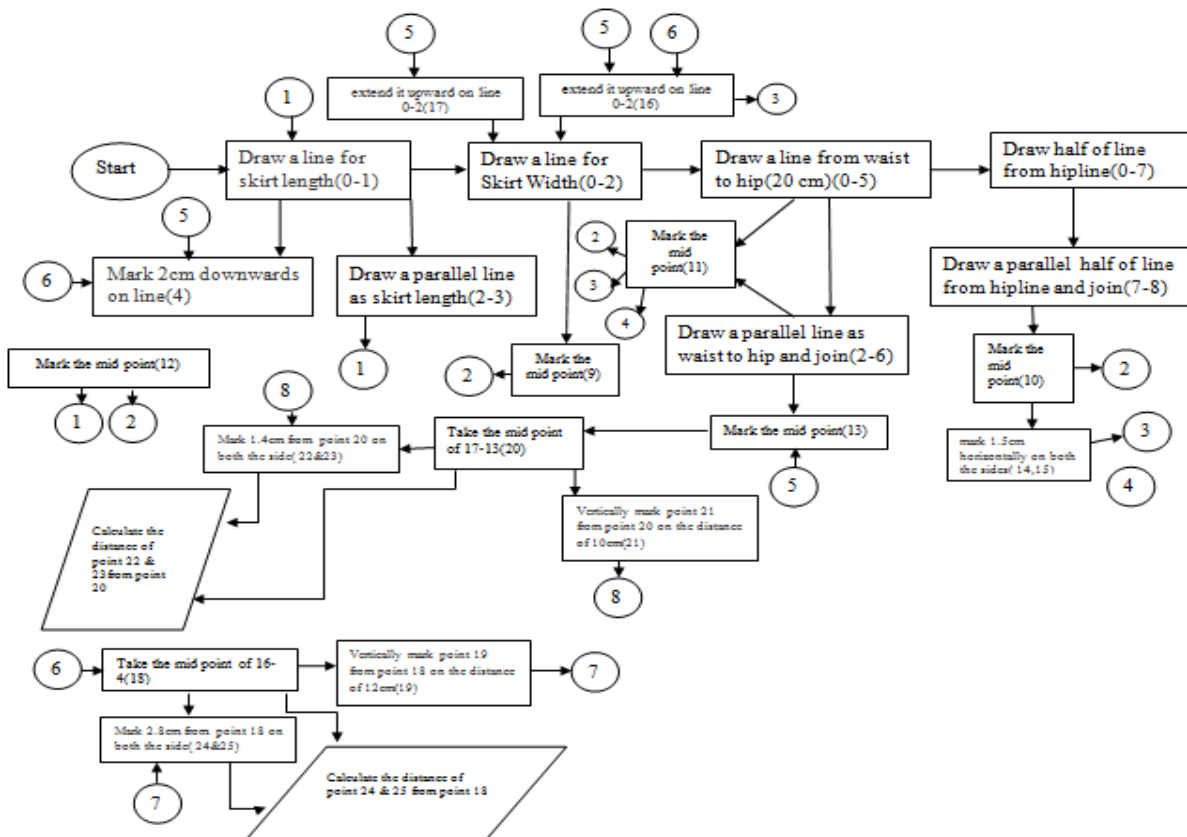 5
5
6
1
extend it upward on line
0-2(17)
extend it upward on line
0-2(16)
3
Start
Draw a line for
skirt length(0-1)
Draw a line for
Skirt Width(0-2)
Draw a line from waist
to hip(20 cm)(0-5)
Draw half of line
from hipline(0-7)
5
6
Mark 2cm downwards
on line(4)
Draw a parallel line
as skirt length(2-3)
2
3
4
Mark the
mid
point(11)
Draw a parallel half of line
from hipline and join(7-8)
Draw a parallel line as
waist to hip and join(2-6)
Mark the mid point(12)
1
2
1
2
Mark the
mid point(9)
Mark the
mid
point(10)
2
8
Mark 1.4cm from point 20 on
both the side( 22&23)
Take the mid point
of 17-13(20)
Mark the mid point(13)
5
mark 1.5cm
horizontally on both
the sides( 14,15)
3
4
Calculate the
distance of
point 22 &
23from point
20
Vertically mark point 21
from point 20 on the distance
of 10cm(21)
8
6
Take the mid point of 16-
4(18)
Vertically mark point 19
from point 18 on the distance
of 12cm(19)
7
Mark 2.8cm from point 18 on
both the side( 24&25)
7
Calculate the distance of
point 24 & 25 from point 18